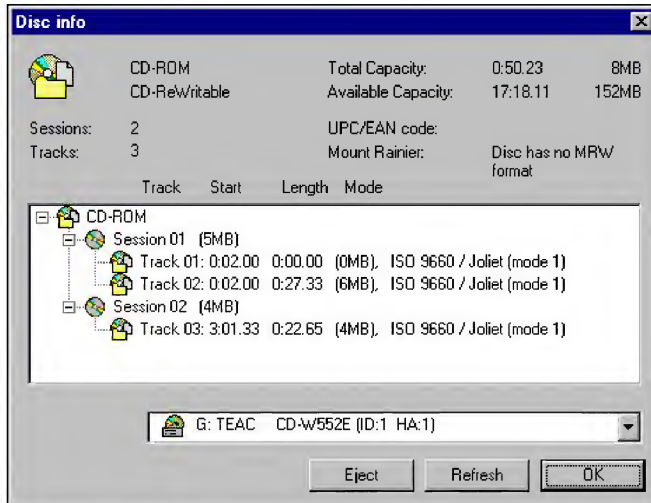 Disc info
CD-ROM Total Capacity: 0:50.23 8MB
CD-ReWritable Available Capacity: 17:18.11 152MB
Sessions: 2 UPC/EAN code:
Tracks: 3 Mount Rainier: Disc has no MRW
format
Track Start Length Mode
CD-ROM
Session 01 (5MB)
Track 01: 0:02.00 0:00.00 (0MB), ISO 9660 / Joliet (mode 1)
Track 02: 0:02.00 0:27.33 (6MB), ISO 9660 / Joliet (mode 1)
Session 02 (4MB)
Track 03: 3:01.33 0:22.65 (4MB), ISO 9660 / Joliet (mode 1)
G: TEAC CD-W552E (ID:1 HA:1)
Eject Refresh OK